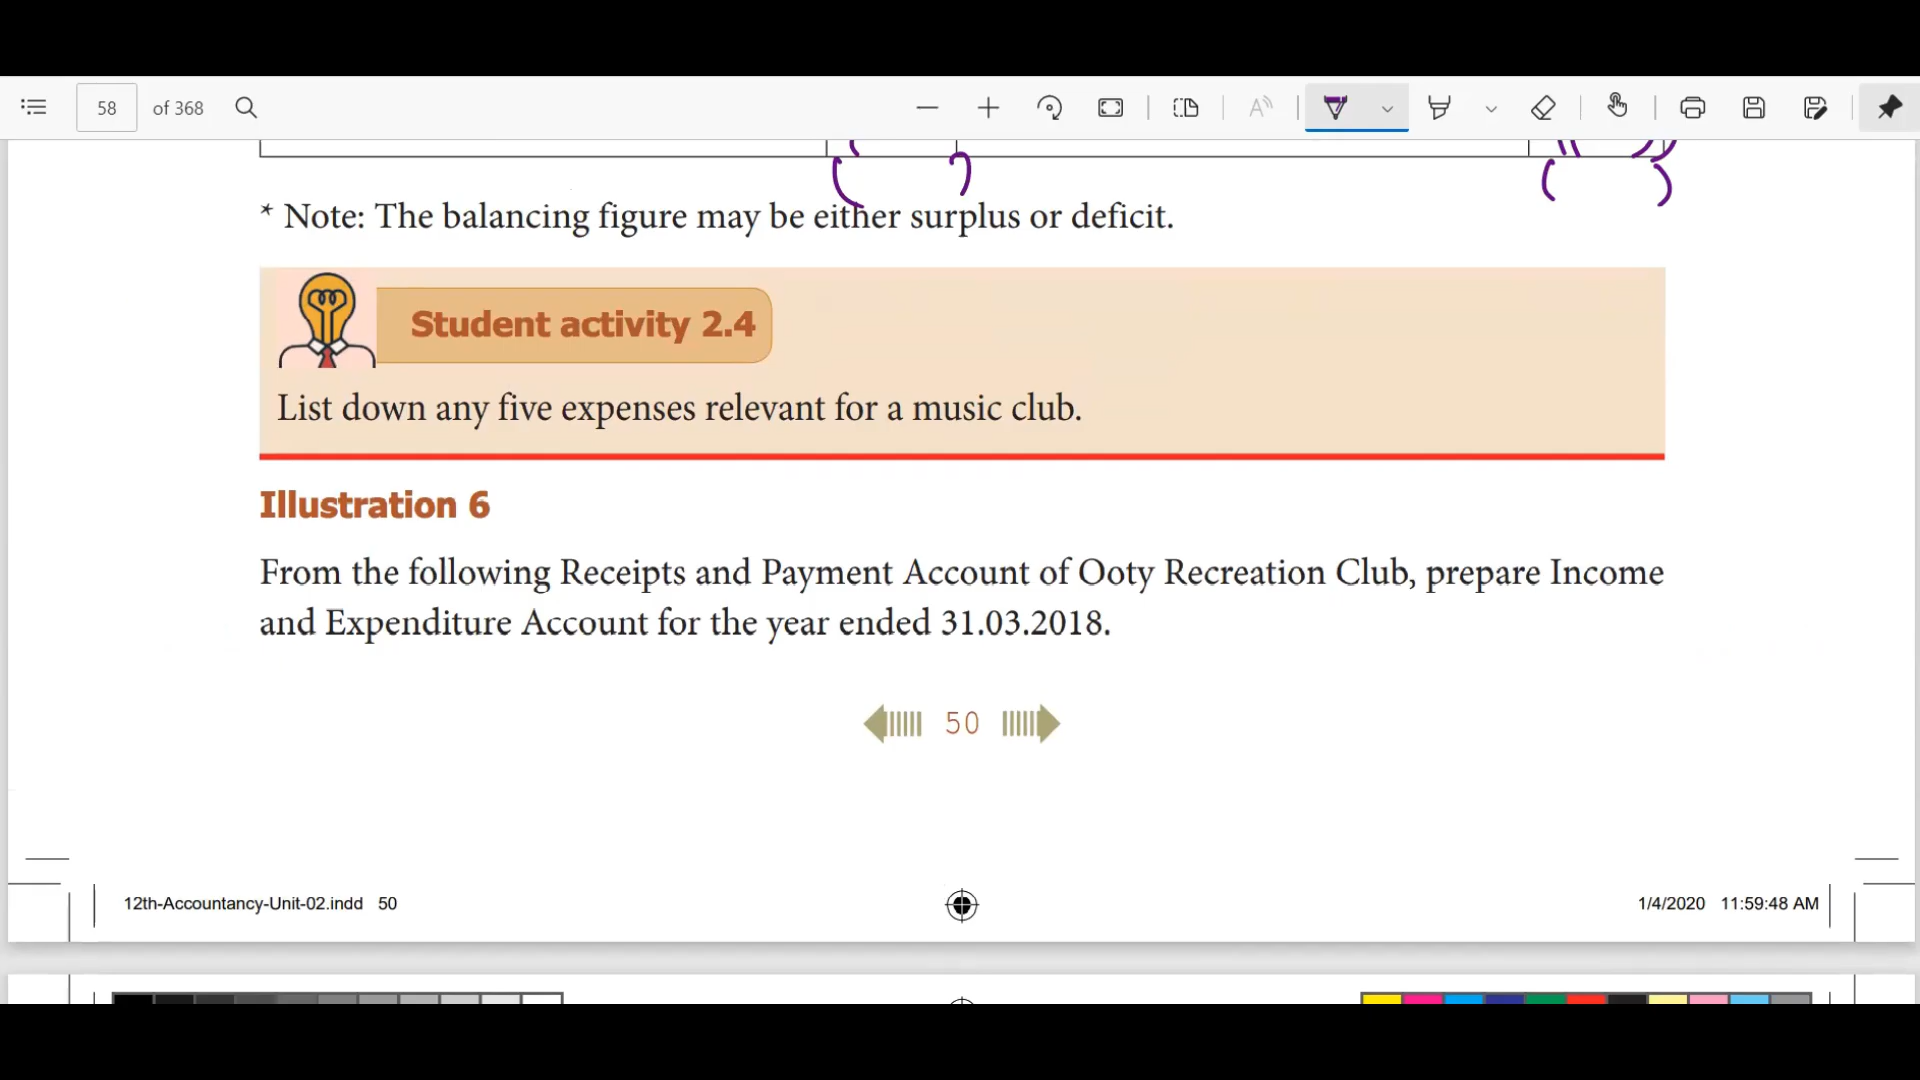 58 of 368
* Note: The balancing figure may be either surplus or deficit.
Student activity 2.4
List down any five expenses relevant for a music club.
Illustration 6
From the following Receipts and Payment Account of Ooty Recreation Club, prepare Income
and Expenditure Account for the year ended 31.03.2018.
50
12th-Accountancy-Unit-02.indd 50
1/4/2020 11:59:48 AM